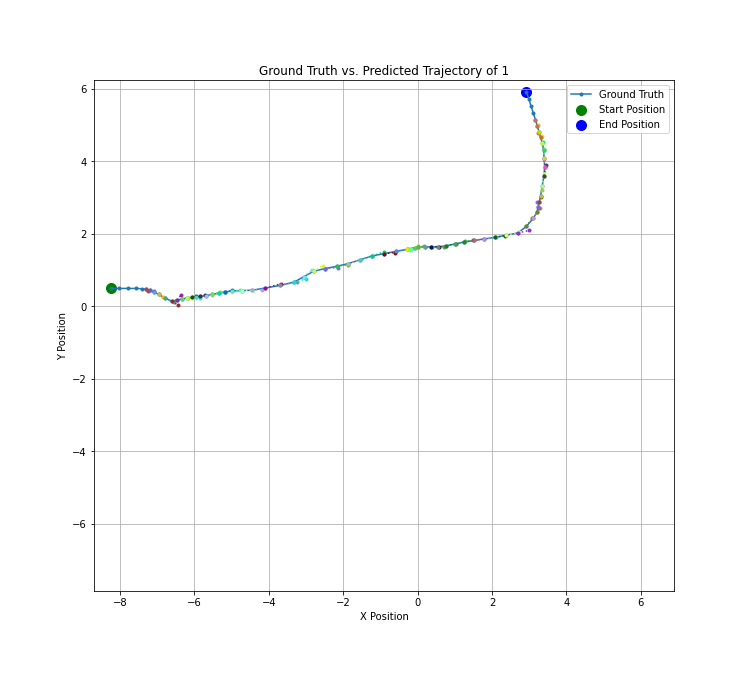 Ground Truth vs. Predicted Trajectory of 1
Ground Truth
Start Position
End Position
6
4
2
0
−2
−4
−6
Y Position
−8
−6
−4
−2
0
2
4
6
X Position